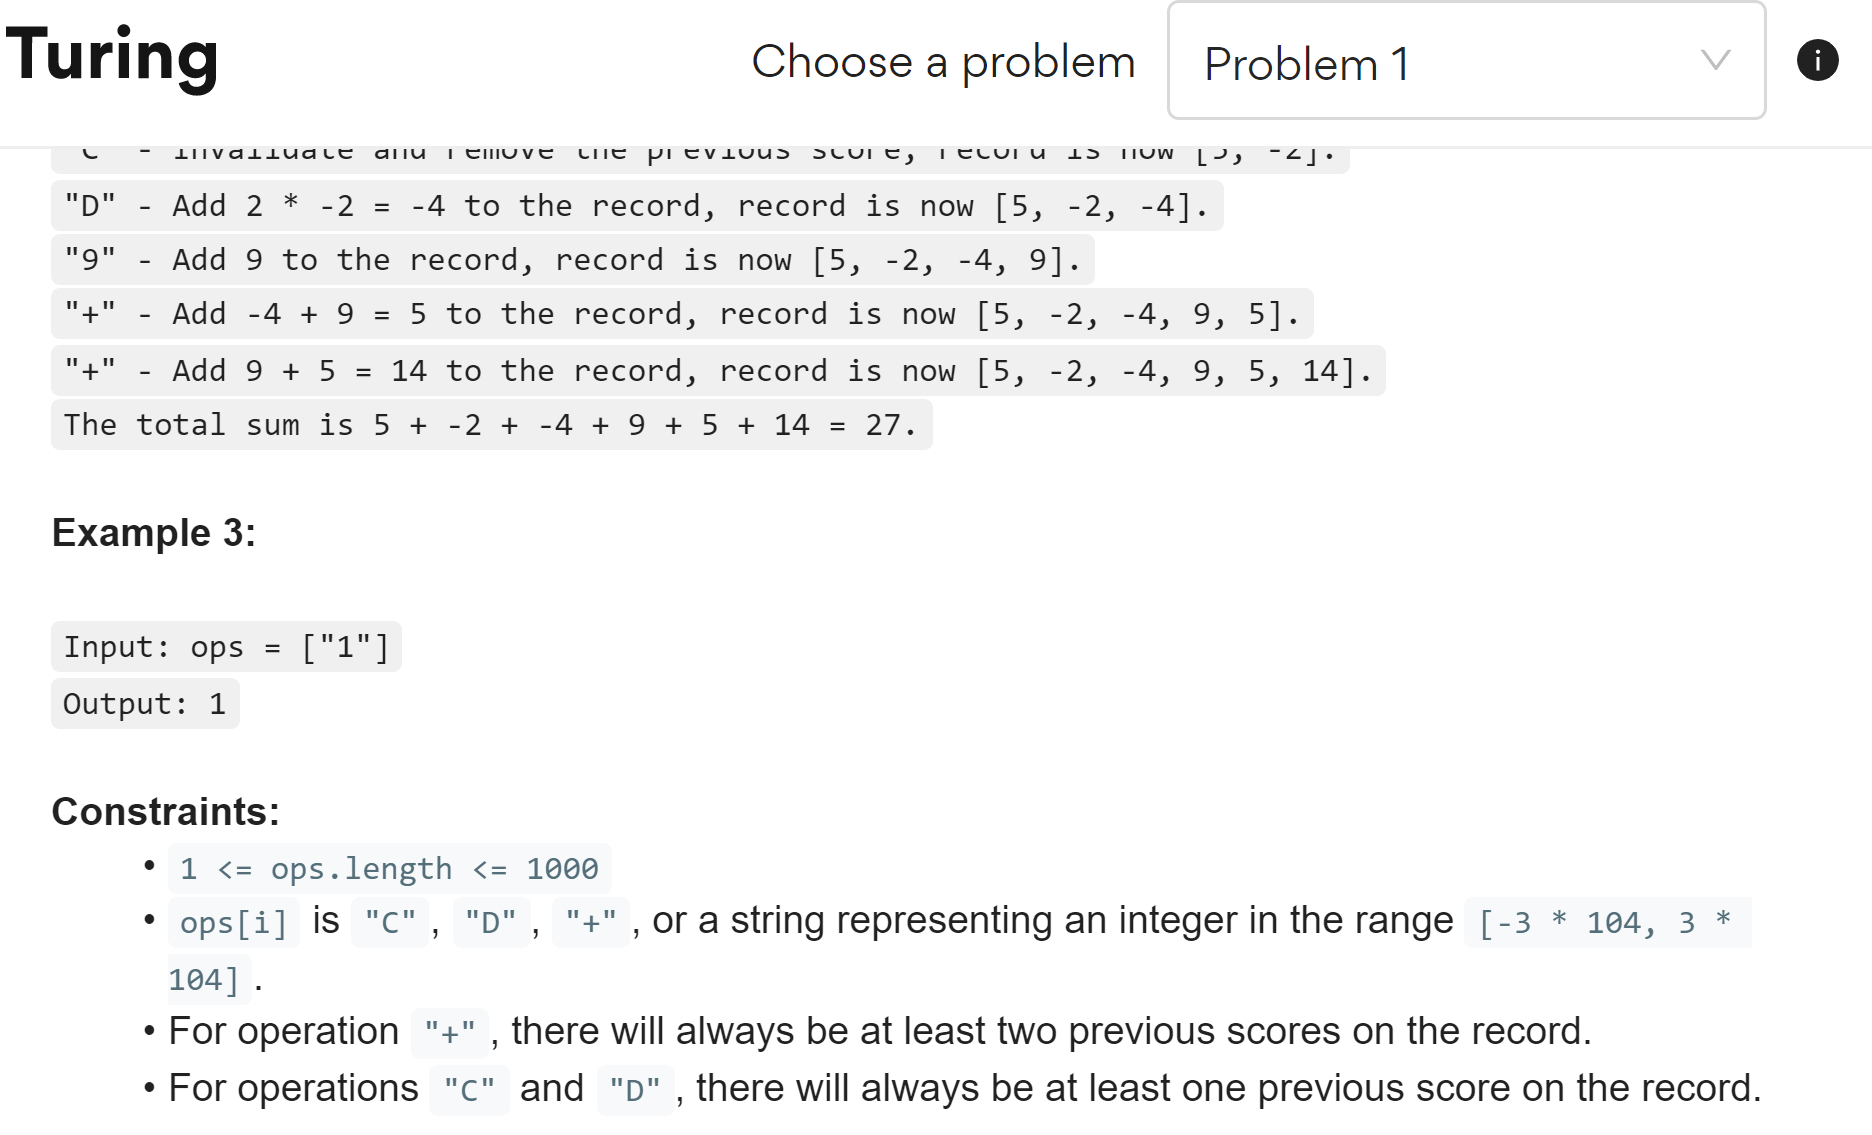 Turing
Choose a problem
Problem 1
i
"C" - Invalidate and remove the previous score, record is now [5, -2].
"D" - Add 2 * -2 = -4 to the record, record is now [5, -2, -4].
"9" - Add 9 to the record, record is now [5, -2, -4, 9].
"+" - Add -4 + 9 = 5 to the record, record is now [5, -2, -4, 9, 5].
"+" - Add 9 + 5 = 14 to the record, record is now [5, -2, -4, 9, 5, 14].
The total sum is 5 + -2 + -4 + 9 + 5 + 14 = 27.
Example 3:
Input: ops = ["1"]
Output: 1
Constraints:
• 1 <= ops.length <= 1000
• ops[i] is "C", "D", "+", or a string representing an integer in the range [-3 * 104, 3 *
104].
• For operation "+", there will always be at least two previous scores on the record.
• For operations "C" and "D", there will always be at least one previous score on the record.